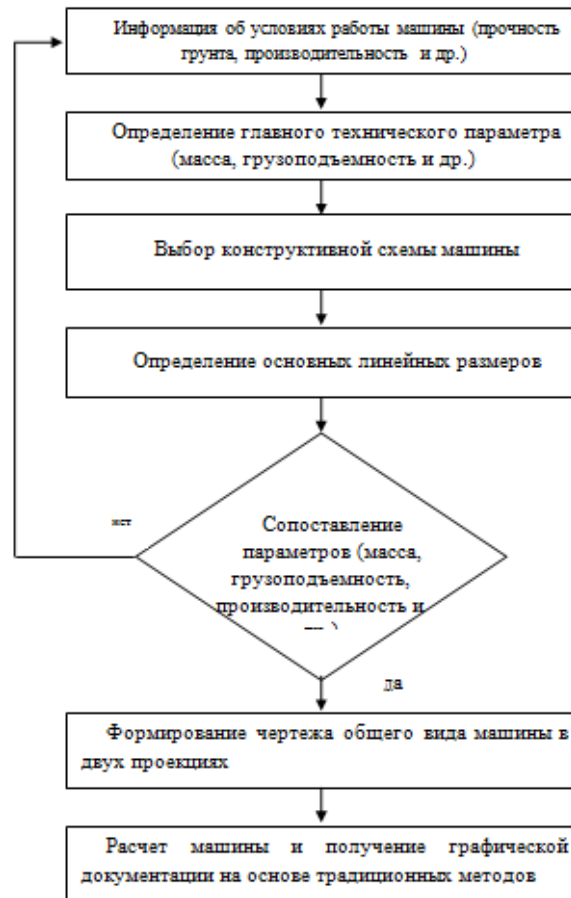 Информация об условиях работы машины (прочность
грунта, производительность и др.)
Определение главного технического параметра
(масса, грузоподъемность и др.)
Выбор конструктивной схемы машины
Определение основных линейных размеров
нет
Сопоставление
параметров (масса,
грузоподъемность,
производительность и
да
Формирование чертежа общего вида машины в
двух проекциях
Расчет машины и получение графической
документации на основе традиционных методов